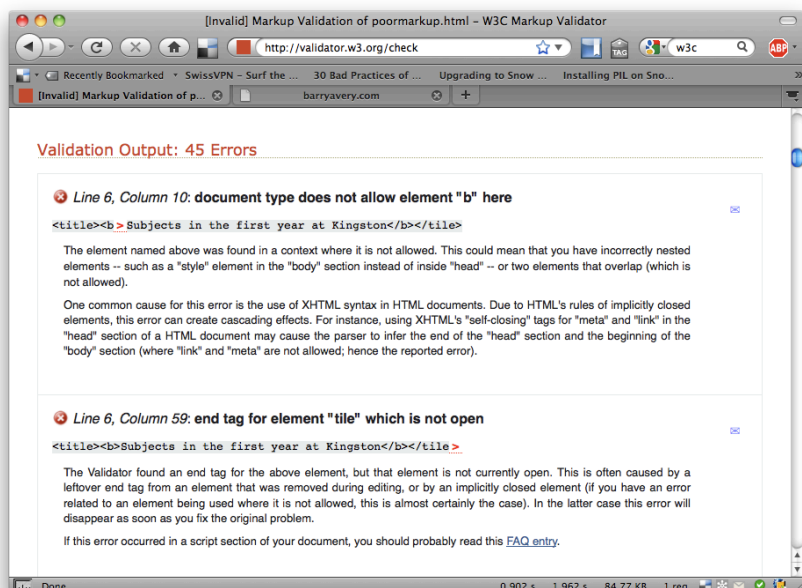 [Invalid] Markup Validation of poormarkup.html – W3C Markup Validator
http://validator.w3.org/check
TAG
w3c
ABP
Recently Bookmarked
SwissVPN – Surf the ...
30 Bad Practices of ...
Upgrading to Snow ...
Installing PIL on Sno...
»
[Invalid] Markup Validation of p...
barryavery.com
+
Validation Output: 45 Errors
Line 6, Column 10: document type does not allow element "b" here
<title><b>Subjects in the first year at Kingston</b></tile>
The element named above was found in a context where it is not allowed. This could mean that you have incorrectly nested
elements -- such as a "style" element in the "body" section instead of inside "head" -- or two elements that overlap (which is
not allowed).
One common cause for this error is the use of XHTML syntax in HTML documents. Due to HTML's rules of implicitly closed
elements, this error can create cascading effects. For instance, using XHTML's "self-closing" tags for "meta" and "link" in the
"head" section of a HTML document may cause the parser to infer the end of the "head" section and the beginning of the
"body" section (where "link" and "meta" are not allowed; hence the reported error).
Line 6, Column 59: end tag for element "tile" which is not open
<title><b>Subjects in the first year at Kingston</b></tile>
The Validator found an end tag for the above element, but that element is not currently open. This is often caused by a
leftover end tag from an element that was removed during editing, or by an implicitly closed element (if you have an error
related to an element being used where it is not allowed, this is almost certainly the case). In the latter case this error will
disappear as soon as you fix the original problem.
If this error occurred in a script section of your document, you should probably read this FAQ entry.
Done
0.902 s 1.962 s 84.77 KB 1 req